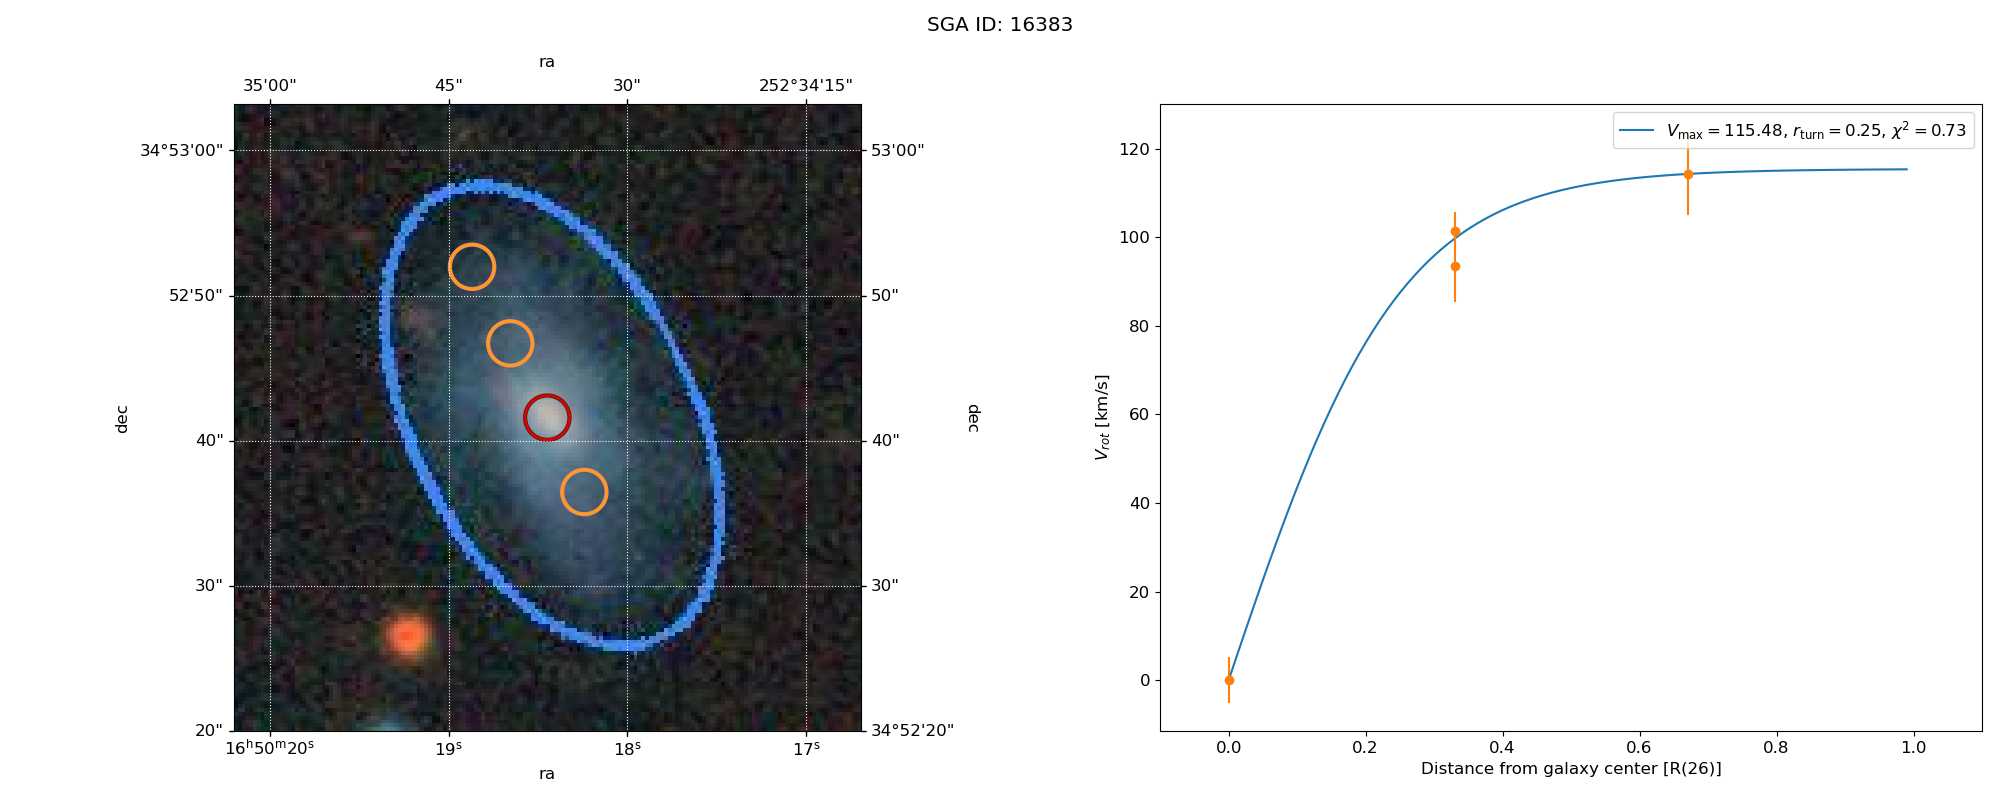 SGA ID: 16383
ra
35'00" 45" 30" 252°34'15"
34°53'00" 53'00"
52'50" 50"
40" 40"
30" 30"
20" 34°52'20"
dec
dec
16ʰ50ᵐ20ˢ 19ˢ 18ˢ 17ˢ
ra
V_max = 115.48, r_turn = 0.25, χ² = 0.73
120
100
80
60
40
20
0
V_rot [km/s]
0.0 0.2 0.4 0.6 0.8 1.0
Distance from galaxy center [R(26)]